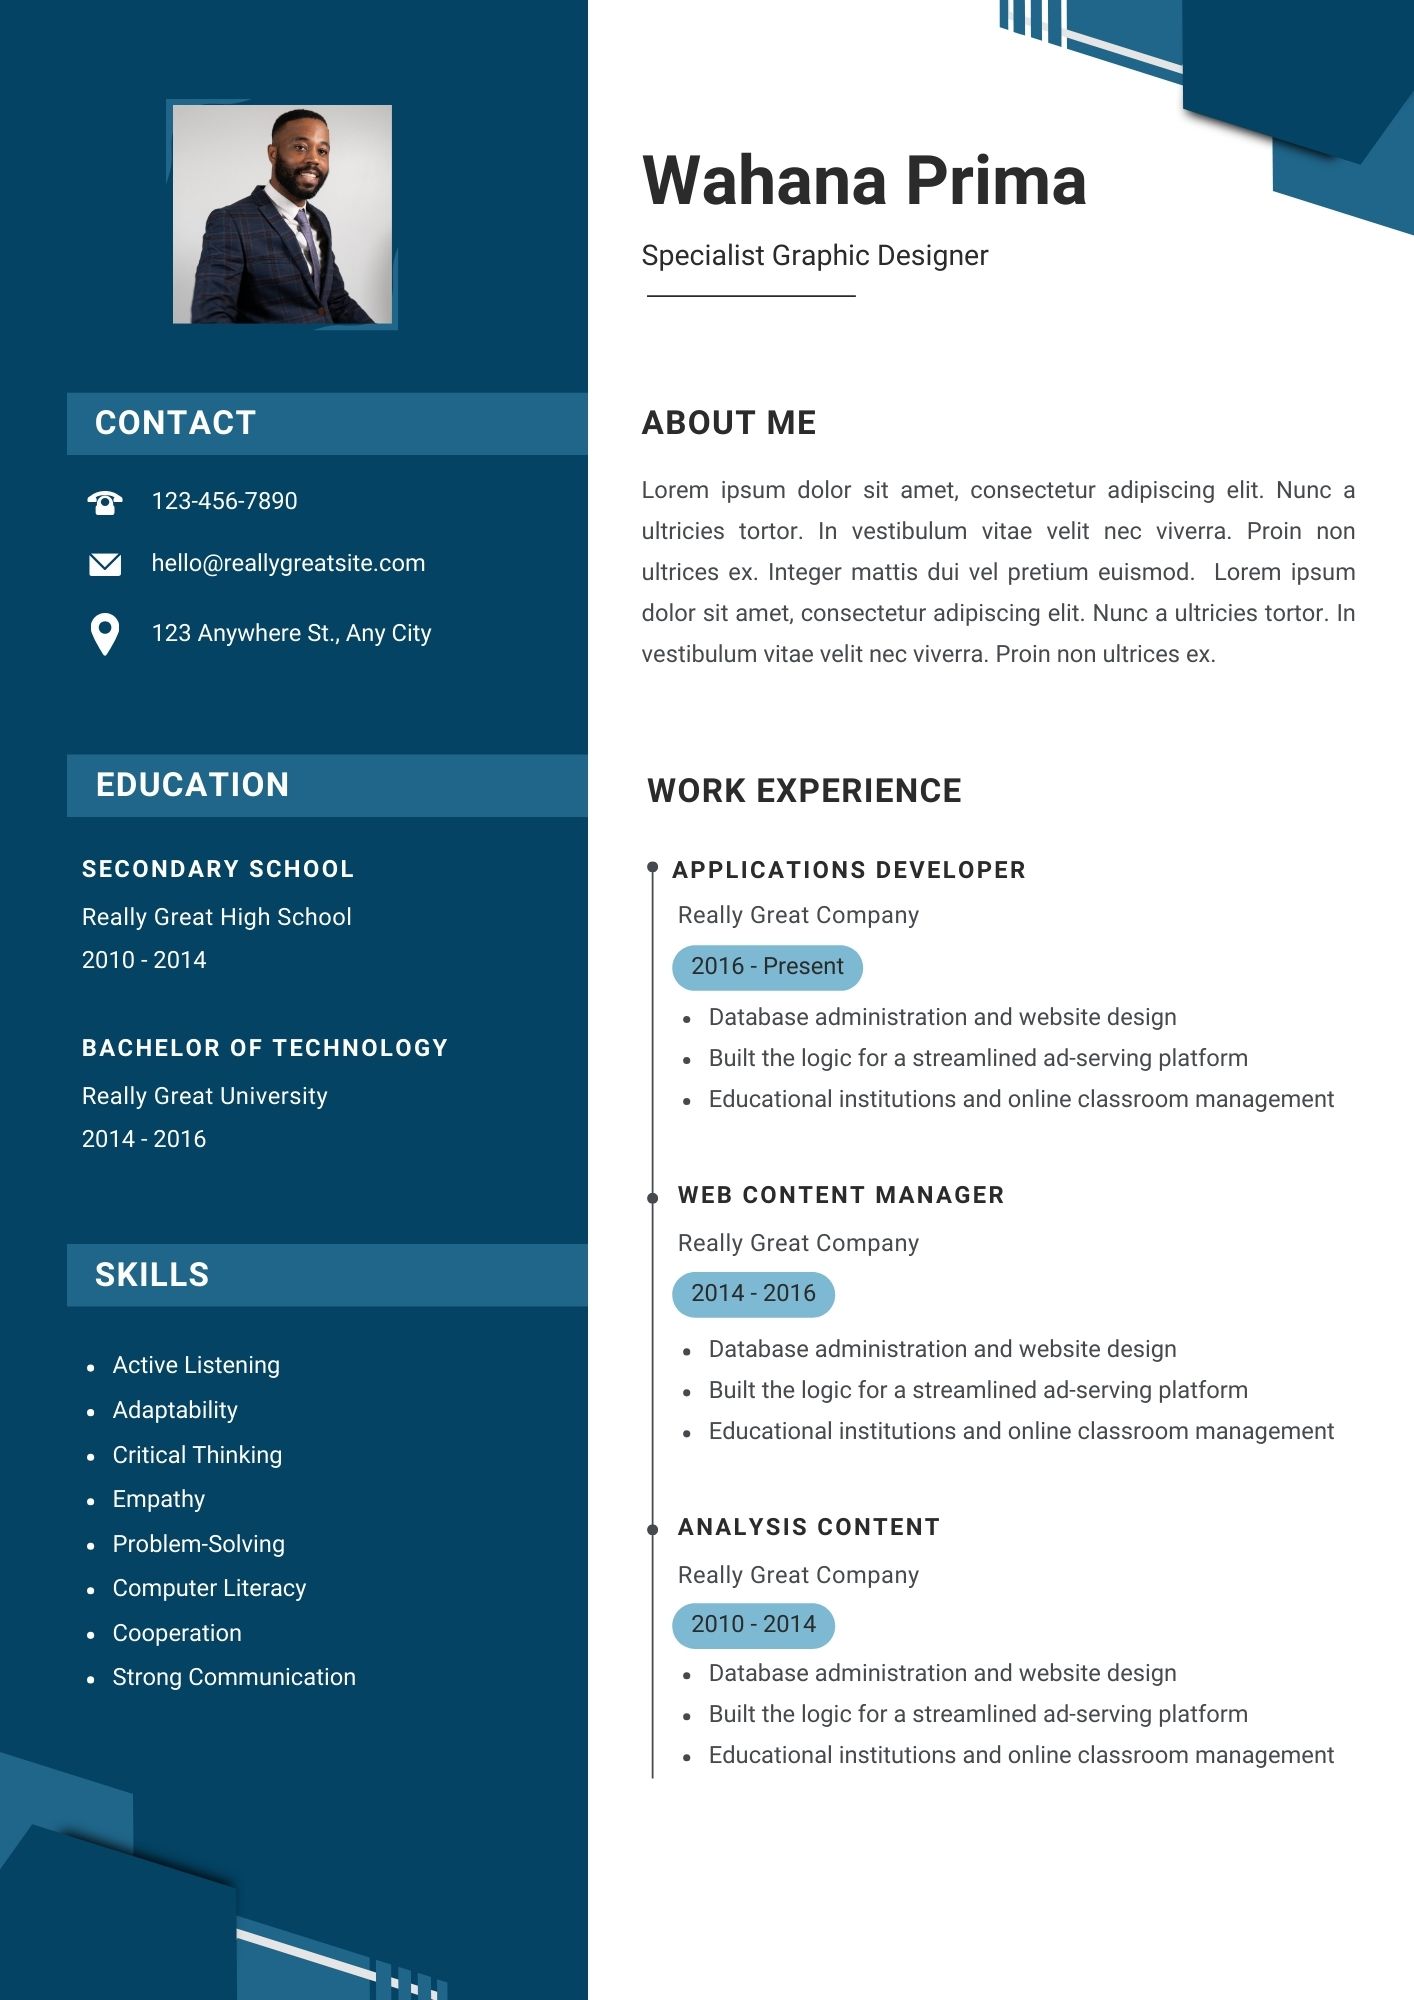 Wahana Prima
Specialist Graphic Designer
CONTACT
123-456-7890
hello@reallygreatsite.com
123 Anywhere St., Any City
EDUCATION
SECONDARY SCHOOL
Really Great High School
2010 - 2014
BACHELOR OF TECHNOLOGY
Really Great University
2014 - 2016
SKILLS
Active Listening
Adaptability
Critical Thinking
Empathy
Problem-Solving
Computer Literacy
Cooperation
Strong Communication
ABOUT ME
Lorem ipsum dolor sit amet, consectetur adipiscing elit. Nunc a
ultricies tortor. In vestibulum vitae velit nec viverra. Proin non
ultrices ex. Integer mattis dui vel pretium euismod. Lorem ipsum
dolor sit amet, consectetur adipiscing elit. Nunc a ultricies tortor. In
vestibulum vitae velit nec viverra. Proin non ultrices ex.
WORK EXPERIENCE
APPLICATIONS DEVELOPER
Really Great Company
2016 - Present
Database administration and website design
Built the logic for a streamlined ad-serving platform
Educational institutions and online classroom management
WEB CONTENT MANAGER
Really Great Company
2014 - 2016
Database administration and website design
Built the logic for a streamlined ad-serving platform
Educational institutions and online classroom management
ANALYSIS CONTENT
Really Great Company
2010 - 2014
Database administration and website design
Built the logic for a streamlined ad-serving platform
Educational institutions and online classroom management